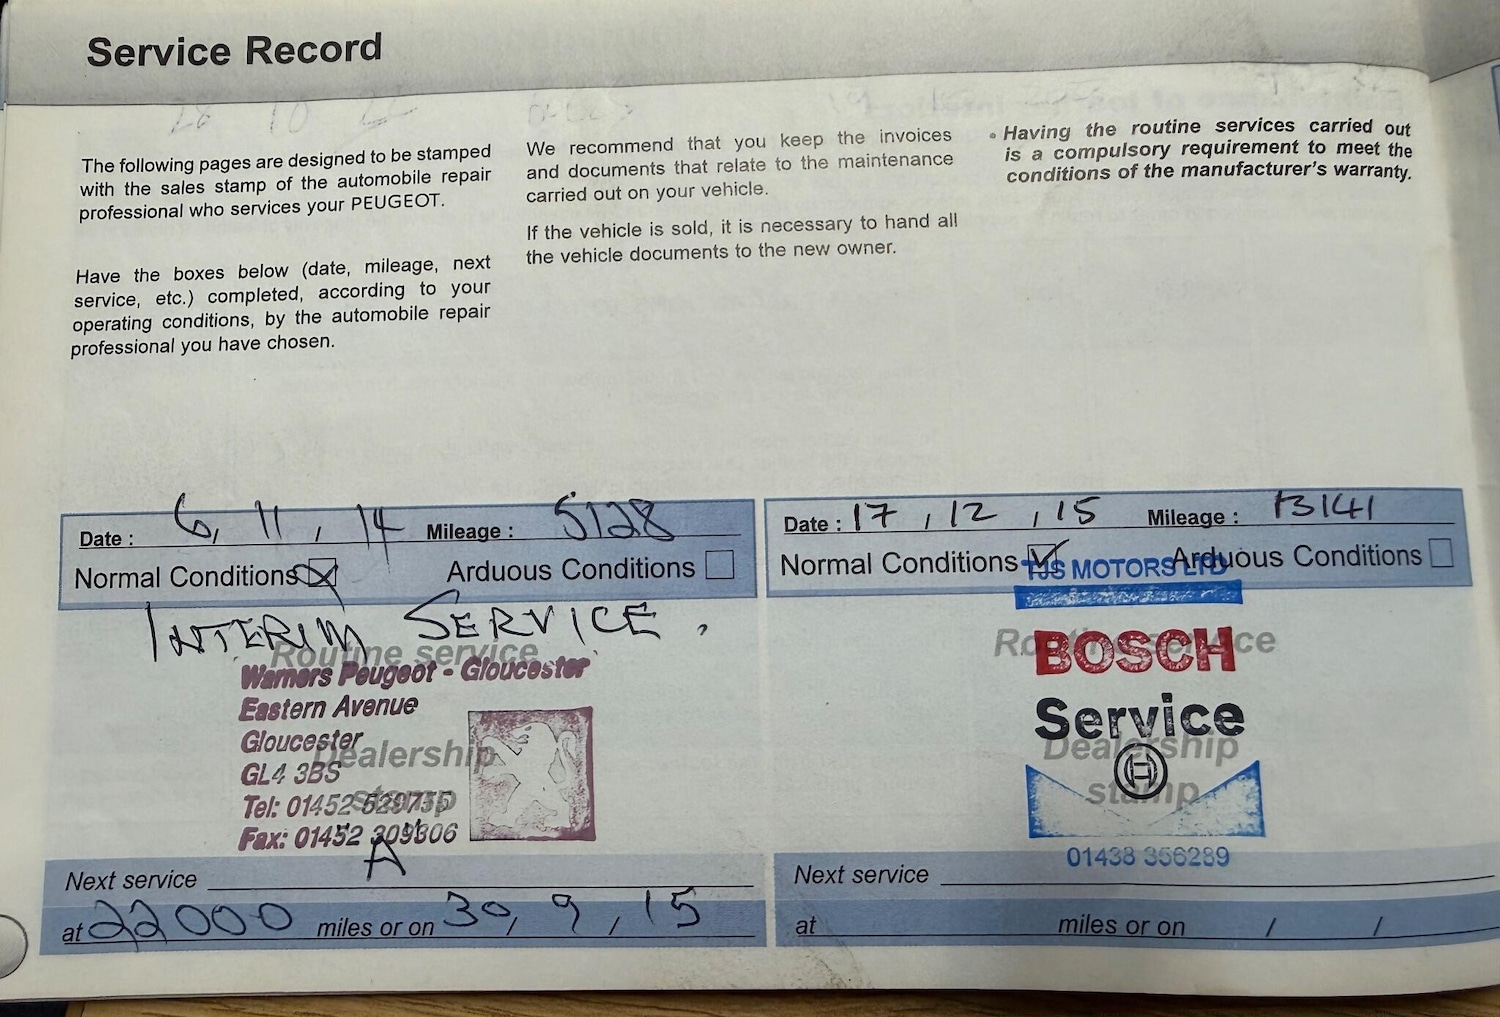 Service Record
The following pages are designed to be stamped
with the sales stamp of the automobile repair
professional who services your PEUGEOT.
Have the boxes below (date, mileage, next
service, etc.) completed, according to your
operating conditions, by the automobile repair
professional you have chosen.
We recommend that you keep the invoices
and documents that relate to the maintenance
carried out on your vehicle.
If the vehicle is sold, it is necessary to hand all
the vehicle documents to the new owner.
• Having the routine services carried out
is a compulsory requirement to meet the
conditions of the manufacturer's warranty.
Date : 6, 11, 14 Mileage : 5128
Normal Conditions Arduous Conditions
INTERIM SERVICE.
Routine service
Warners Peugeot - Gloucester
Eastern Avenue
Gloucester
Dealership
GL4 3BS
stamp
Tel: 01452 529755
Fax: 01452 309306
Next service "A"
at 22000 miles or on 30, 9, 15
Date : 17, 12, 15 Mileage : 13141
Normal Conditions Arduous Conditions
TJS MOTORS LTD
Routine service
BOSCH
Service
Dealership
stamp
01438 356289
Next service
at miles or on / /